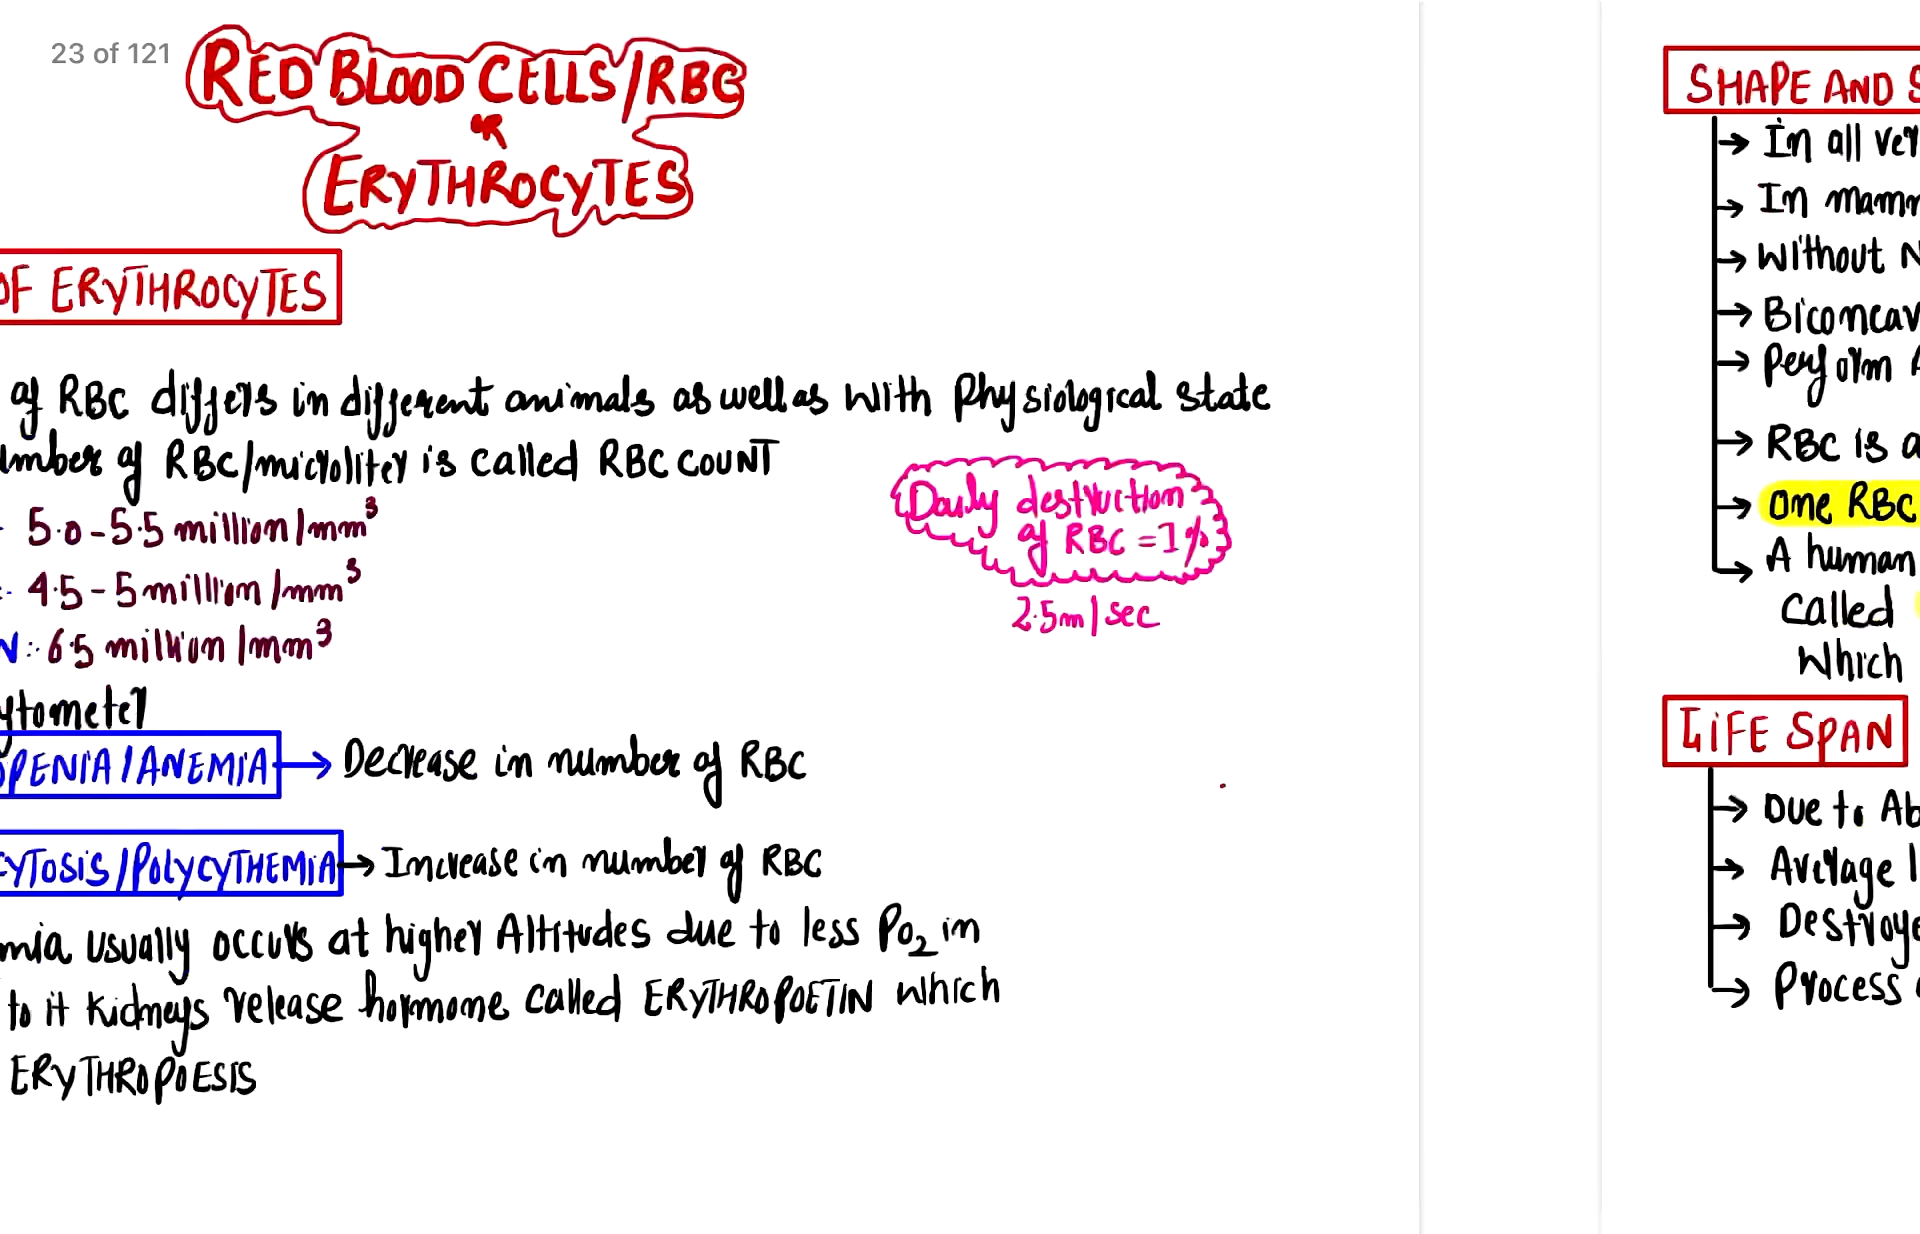 23 of 121
RED BLOOD CELLS/RBC
OR
ERYTHROCYTES
OF ERYTHROCYTES
of RBC differs in different animals as well as with Physiological state
umber of RBC/microliter is called RBC COUNT
5.0-5.5 million/mm³
4.5-5 million/mm³
N:- 6.5 million/mm³
ytometer
OPENIA/ANEMIA → Decrease in number of RBC
CYTOSIS/POLYCYTHEMIA → Increase in number of RBC
mia usually occurs at higher Altitudes due to less PO₂ in
to it kidneys release hormone called ERYTHROPOETIN which
ERYTHROPOESIS
Daily destruction
of RBC = 1%
2.5m/sec
SHAPE AND S
→ In all ver
→ In mamm
→ Without N
→ Biconcav
→ Perform A
→ RBC is a
→ One RBC
→ A human
called
which
LIFE SPAN
→ Due to Ab
→ Average l
→ Destroye
→ Process